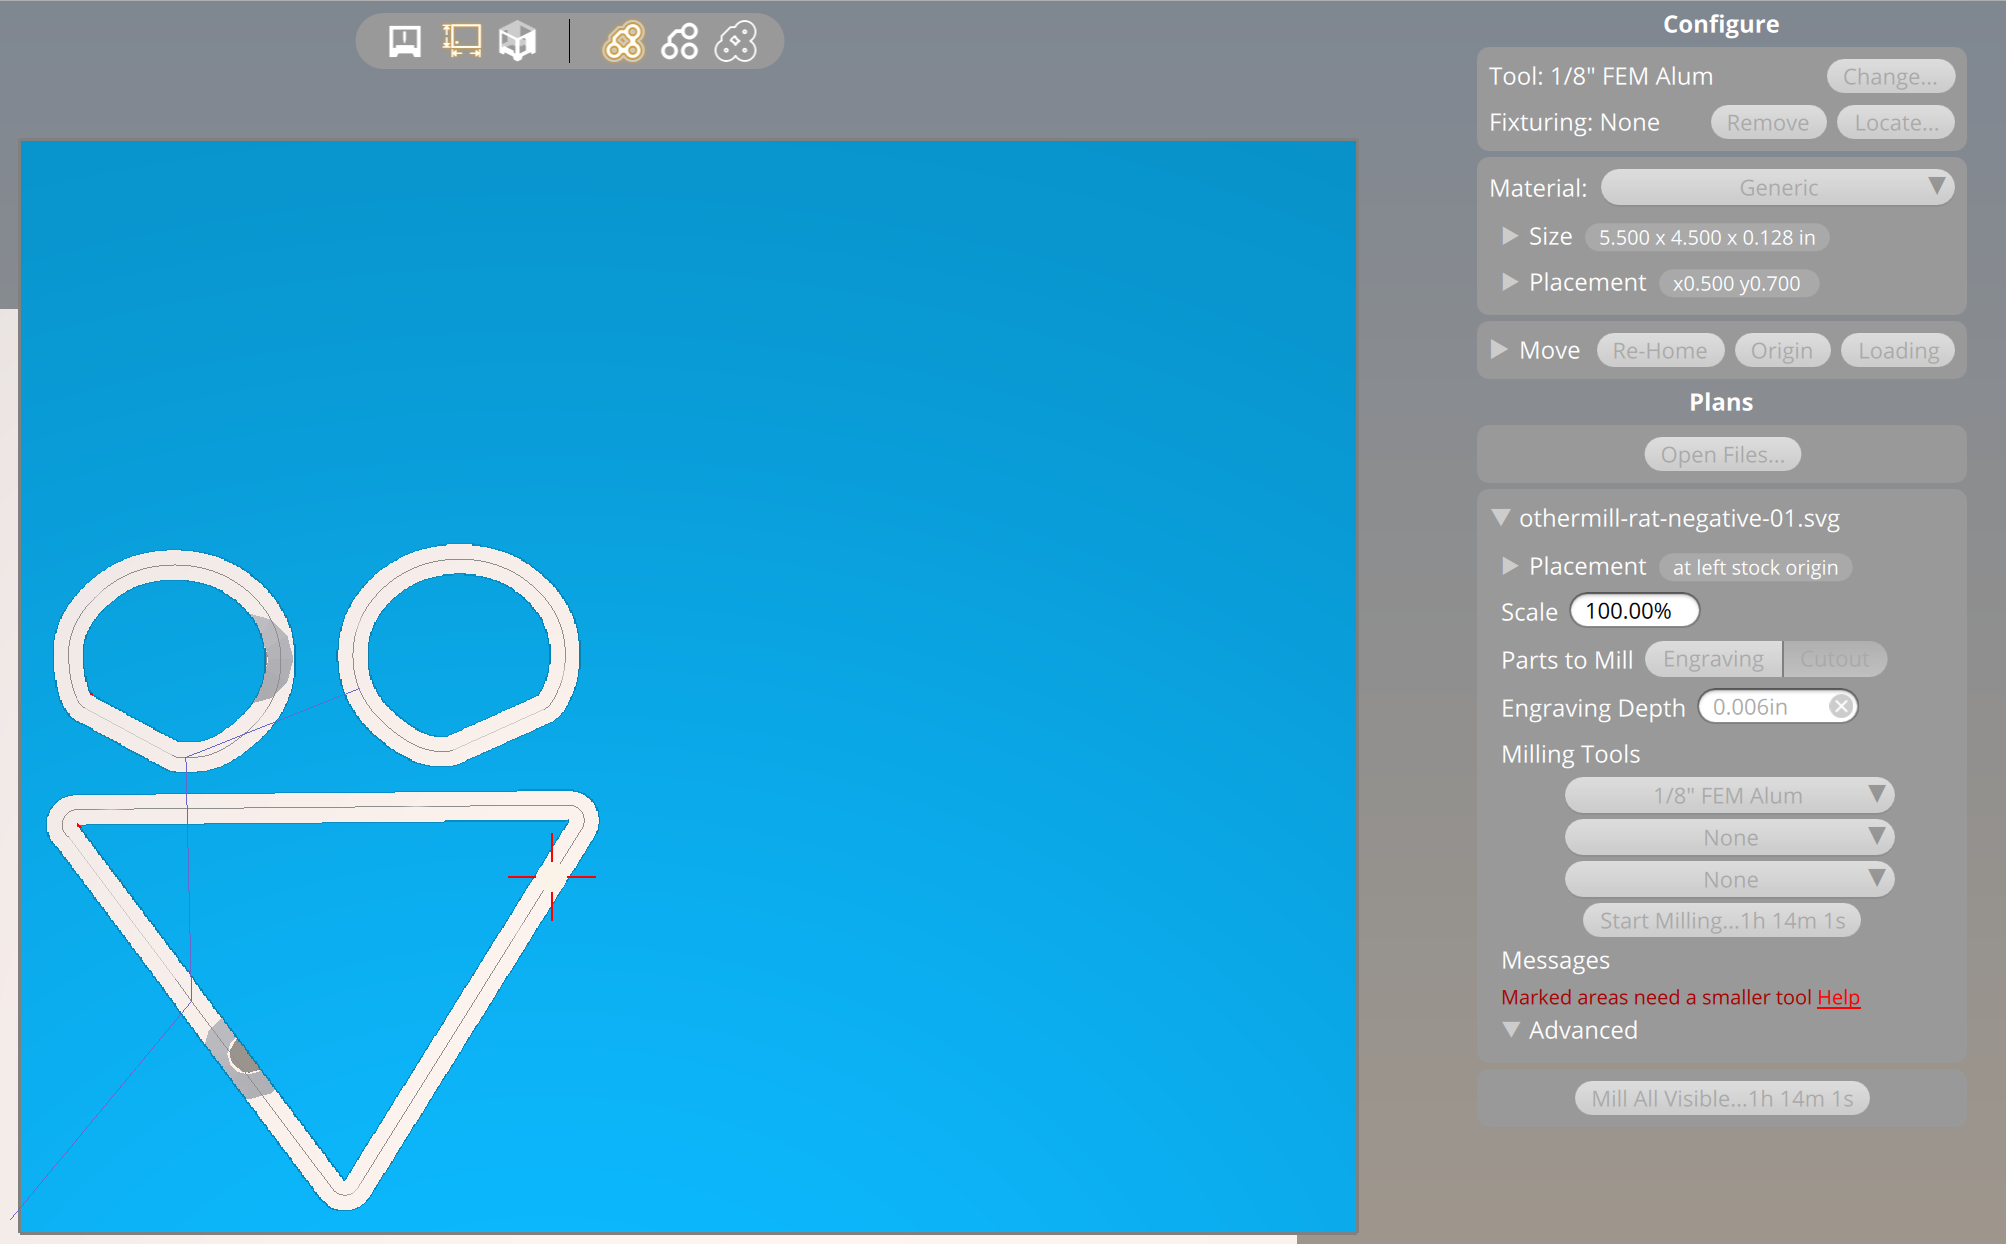 Configure
Tool: 1/8" FEM Alum Change...
Fixturing: None Remove Locate...
Material: Generic
Size 5.500 x 4.500 x 0.128 in
Placement x0.500 y0.700
Move Re-Home Origin Loading
Plans
Open Files...
othermill-rat-negative-01.svg
Placement at left stock origin
Scale 100.00%
Parts to Mill Engraving Cutout
Engraving Depth 0.006in
Milling Tools
1/8" FEM Alum
None
None
Start Milling...1h 14m 1s
Messages
Marked areas need a smaller tool Help
Advanced
Mill All Visible...1h 14m 1s